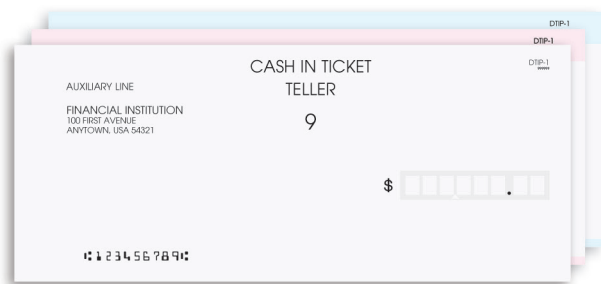 DTIP-1
DTIP-1
DTIP-1
99999
CASH IN TICKET
TELLER
9
AUXILIARY LINE
FINANCIAL INSTITUTION
100 FIRST AVENUE
ANYTOWN, USA 54321
$ .
⑆123456789⑆